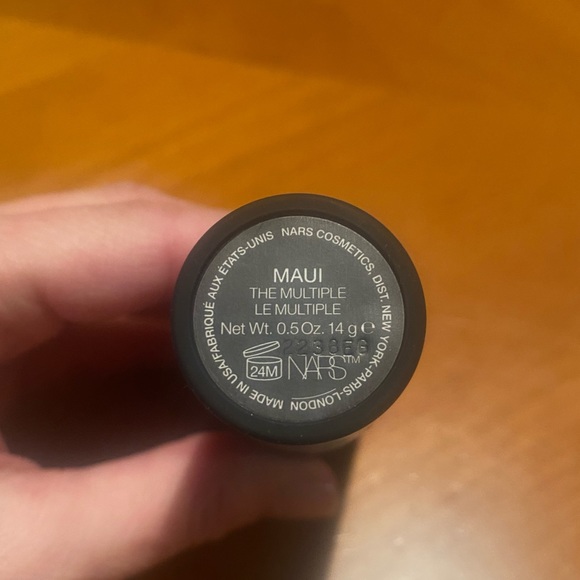 MADE IN USA/FABRIQUÉ AUX ÉTATS-UNIS NARS COSMETICS, DIST. NEW YORK-PARIS-LONDON
MAUI
THE MULTIPLE
LE MULTIPLE
Net Wt. 0.5 Oz. 14 g e
24M
NARS™